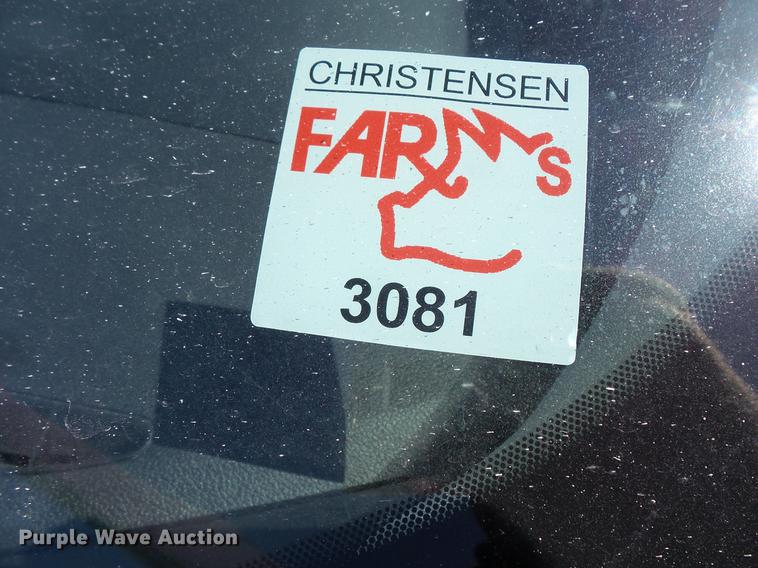 CHRISTENSEN
FARMS
3081
Purple Wave Auction